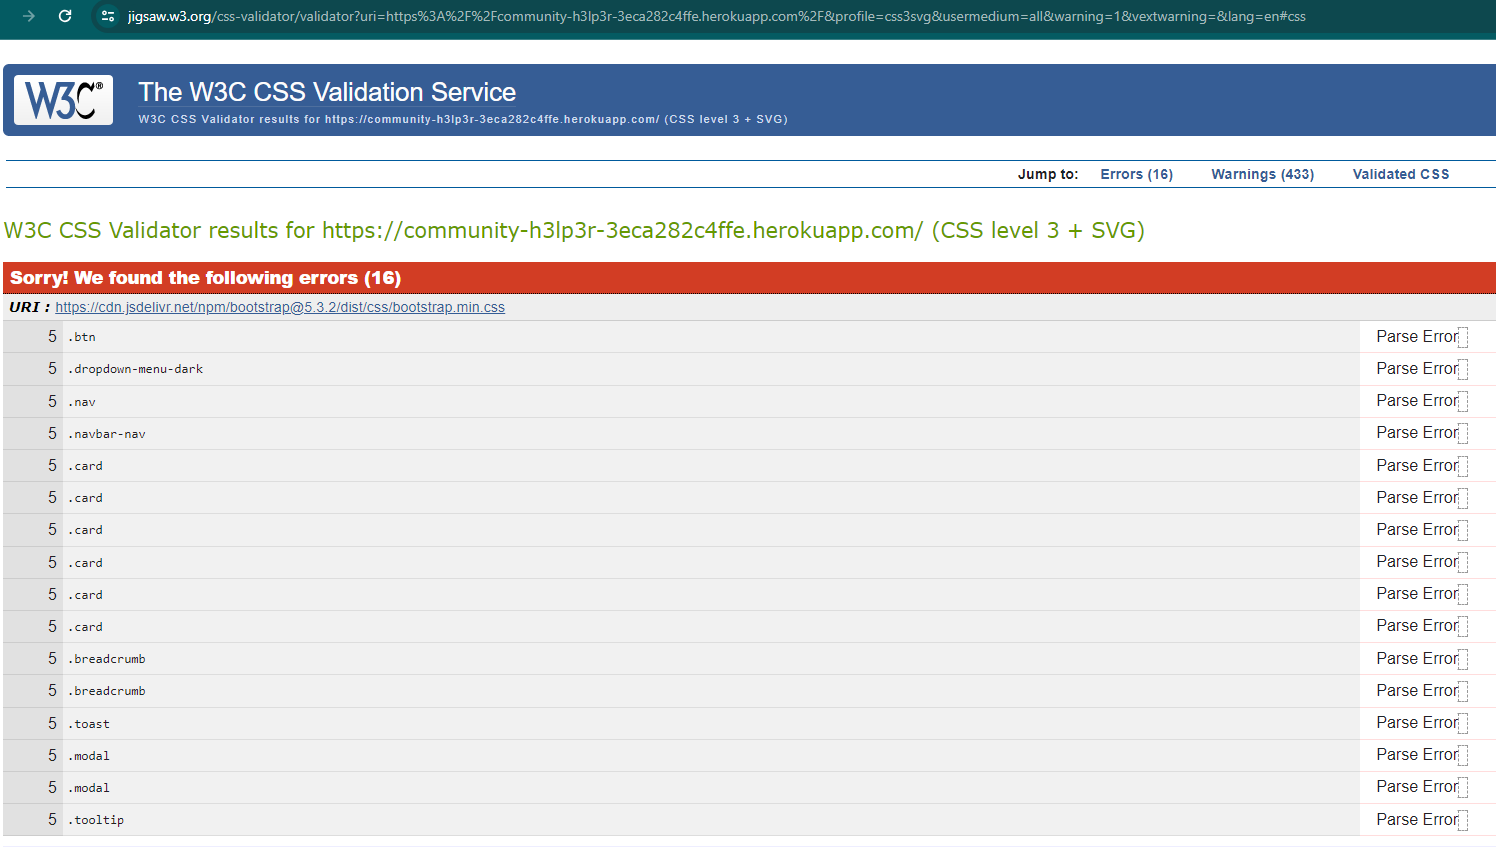 jigsaw.w3.org/css-validator/validator?uri=https%3A%2F%2Fcommunity-h3lp3r-3eca282c4ffe.herokuapp.com%2F&profile=css3svg&usermedium=all&warning=1&vextwarning=&lang=en#css
W3C®
The W3C CSS Validation Service
W3C CSS Validator results for https://community-h3lp3r-3eca282c4ffe.herokuapp.com/ (CSS level 3 + SVG)
Jump to: Errors (16) Warnings (433) Validated CSS
W3C CSS Validator results for https://community-h3lp3r-3eca282c4ffe.herokuapp.com/ (CSS level 3 + SVG)
Sorry! We found the following errors (16)
URI : https://cdn.jsdelivr.net/npm/bootstrap@5.3.2/dist/css/bootstrap.min.css
5 .btn Parse Error
5 .dropdown-menu-dark Parse Error
5 .nav Parse Error
5 .navbar-nav Parse Error
5 .card Parse Error
5 .card Parse Error
5 .card Parse Error
5 .card Parse Error
5 .card Parse Error
5 .card Parse Error
5 .breadcrumb Parse Error
5 .breadcrumb Parse Error
5 .toast Parse Error
5 .modal Parse Error
5 .modal Parse Error
5 .tooltip Parse Error